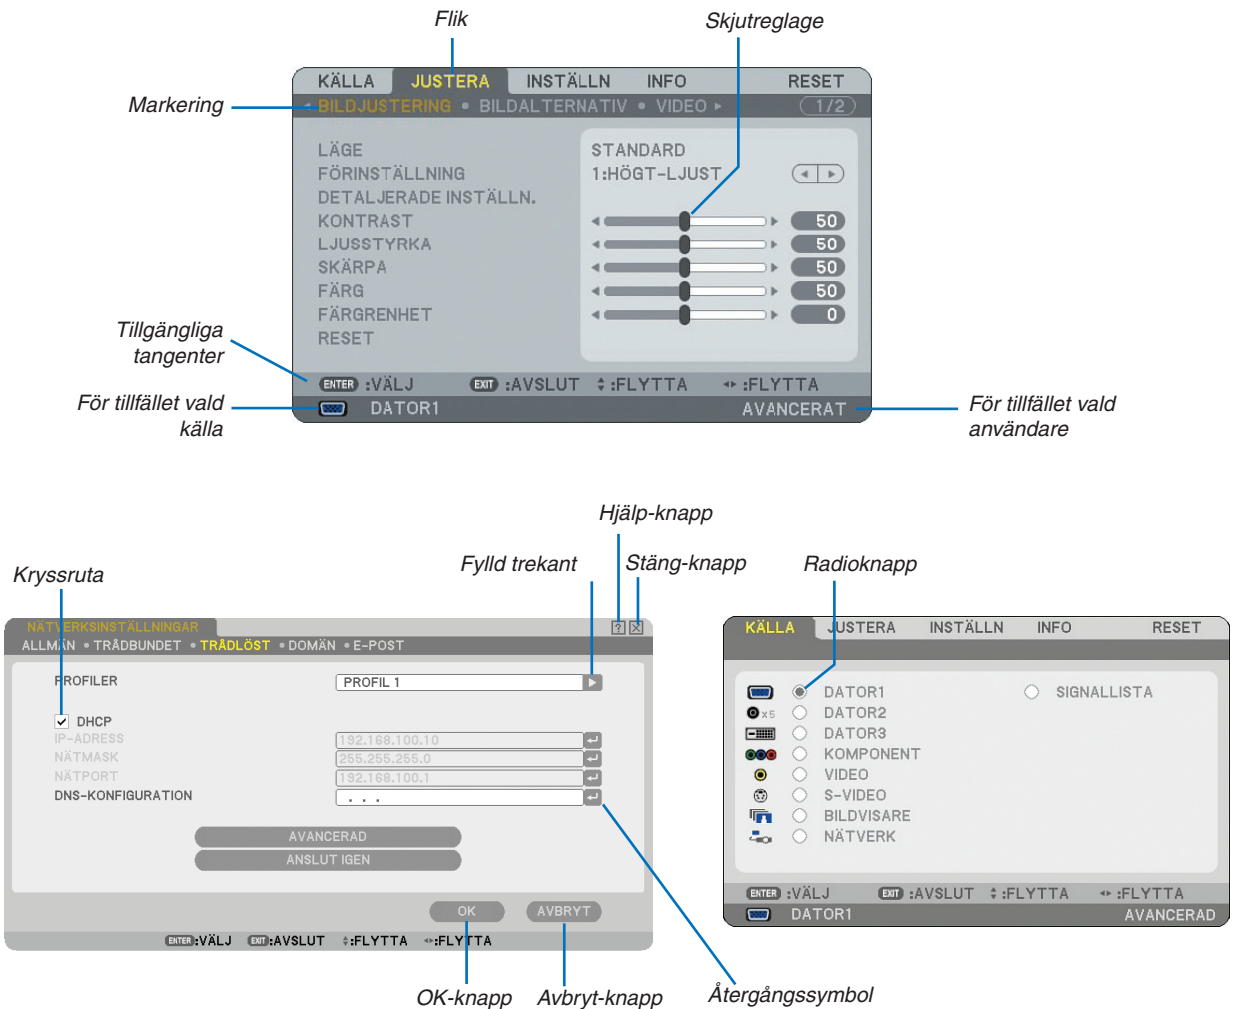 Flik
Skjutreglage
KÄLLA JUSTERA INSTÄLLN INFO RESET
Markering
BILDJUSTERING • BILDALTERNATIV • VIDEO 1/2
LÄGE STANDARD
FÖRINSTÄLLNING 1:HÖGT-LJUST
DETALJERADE INSTÄLLN.
KONTRAST 50
LJUSSTYRKA 50
SKÄRPA 50
FÄRG 50
FÄRGRENHET 0
RESET
Tillgängliga
tangenter
ENTER :VÄLJ EXIT :AVSLUT :FLYTTA :FLYTTA
För tillfället vald
källa
DATOR1 AVANCERAT
För tillfället vald
användare
Hjälp-knapp
Kryssruta
Fylld trekant
Stäng-knapp
Radioknapp
NÄTVERKSINSTÄLLNINGAR ? X
ALLMÄN • TRÅDBUNDET • TRÅDLÖST • DOMÄN • E-POST
PROFILER PROFIL 1
DHCP
IP-ADRESS 192.168.100.10
NÄTMASK 255.255.255.0
NÄTPORT 192.168.100.1
DNS-KONFIGURATION . . .
AVANCERAD
ANSLUT IGEN
OK AVBRYT
ENTER:VÄLJ EXIT:AVSLUT :FLYTTA :FLYTTA
KÄLLA JUSTERA INSTÄLLN INFO RESET
DATOR1 SIGNALLISTA
x5 DATOR2
DATOR3
KOMPONENT
VIDEO
S-VIDEO
BILDVISARE
NÄTVERK
ENTER :VÄLJ EXIT :AVSLUT :FLYTTA :FLYTTA
DATOR1 AVANCERAD
OK-knapp
Avbryt-knapp
Återgångssymbol